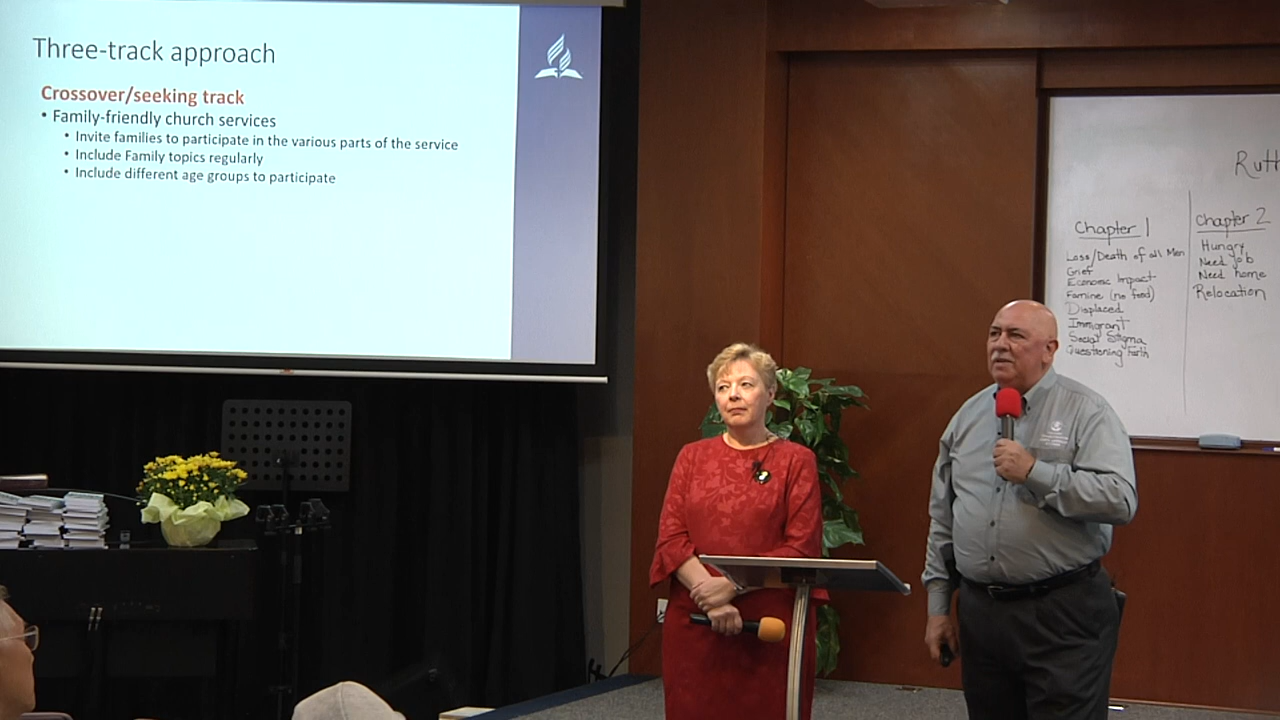 Three-track approach
Crossover/seeking track
• Family-friendly church services
• Invite families to participate in the various parts of the service
• Include Family topics regularly
• Include different age groups to participate
Ruth
Chapter 1
Loss/Death of all Men
Grief
Economic Impact
Famine (no food)
Displaced
Immigrant
Social Stigma
Questioning Faith
Chapter 2
Hungry
Need job
Need home
Relocation